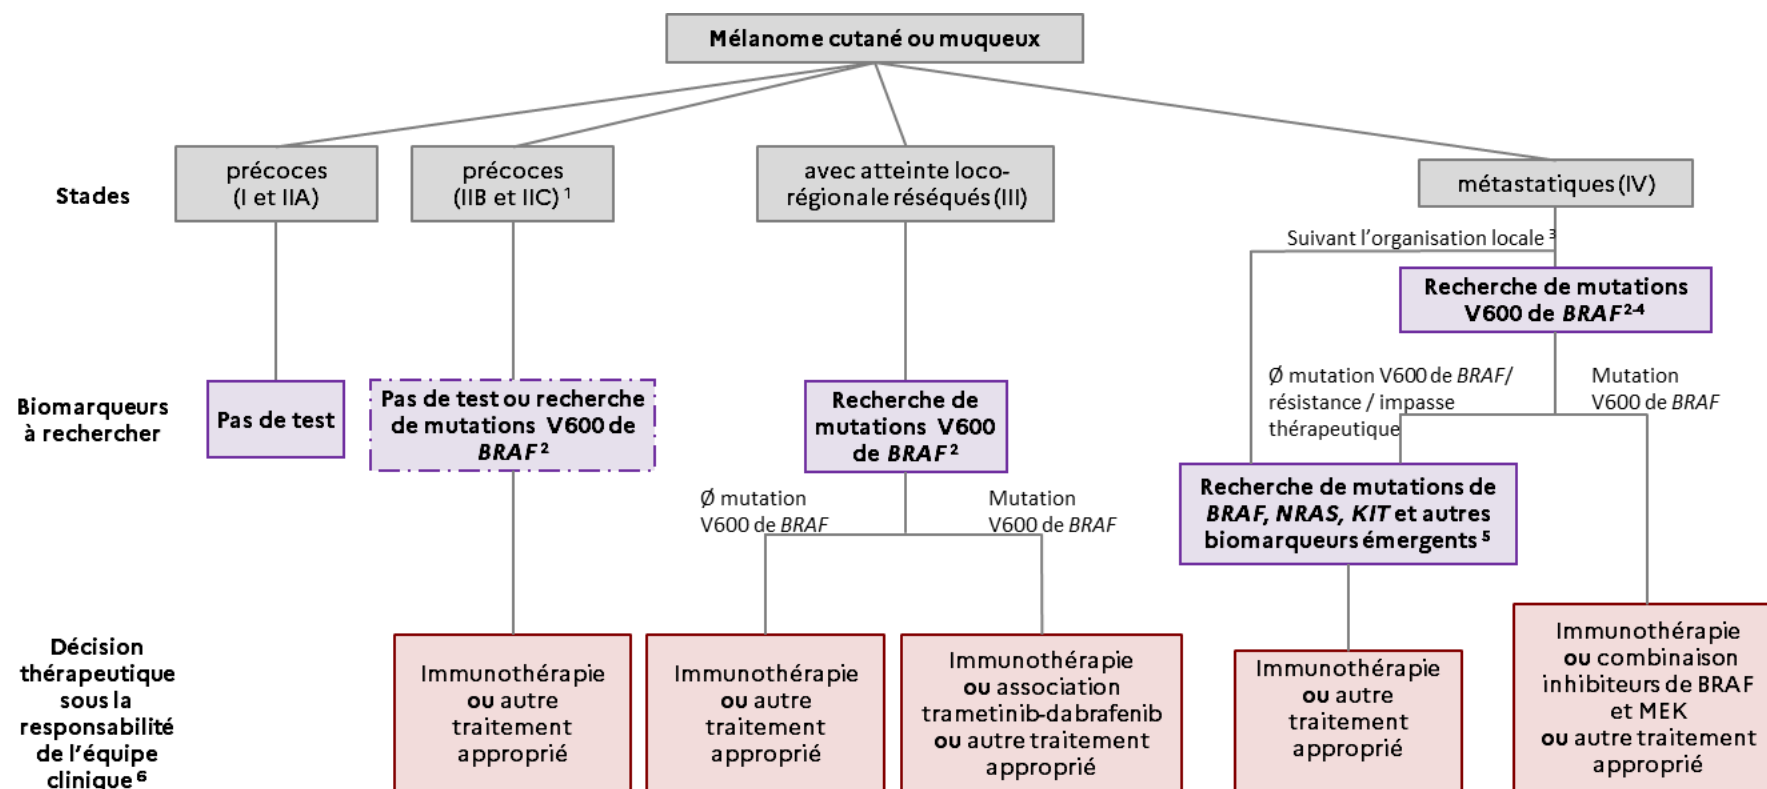 Mélanome cutané ou muqueux
Stades
précoces
(I et IIA)
précoces
(IIB et IIC) 1
avec atteinte loco-
régionale réséqués (III)
métastatiques (IV)
Suivant l'organisation locale 3
Recherche de mutations
V600 de BRAF 2-4
Biomarqueurs
à rechercher
Pas de test
Pas de test ou recherche
de mutations V600 de
BRAF 2
Recherche de
mutations V600
de BRAF 2
Ø mutation V600 de BRAF/
résistance / impasse
thérapeutique
Mutation
V600 de BRAF
Ø mutation
V600 de BRAF
Mutation
V600 de BRAF
Recherche de mutations de
BRAF, NRAS, KIT et autres
biomarqueurs émergents 5
Décision
thérapeutique
sous la
responsabilité
de l'équipe
clinique 6
Immunothérapie
ou autre
traitement
approprié
Immunothérapie
ou autre
traitement
approprié
Immunothérapie
ou association
trametinib-dabrafenib
ou autre traitement
approprié
Immunothérapie
ou autre
traitement
approprié
Immunothérapie
ou combinaison
inhibiteurs de BRAF
et MEK
ou autre traitement
approprié